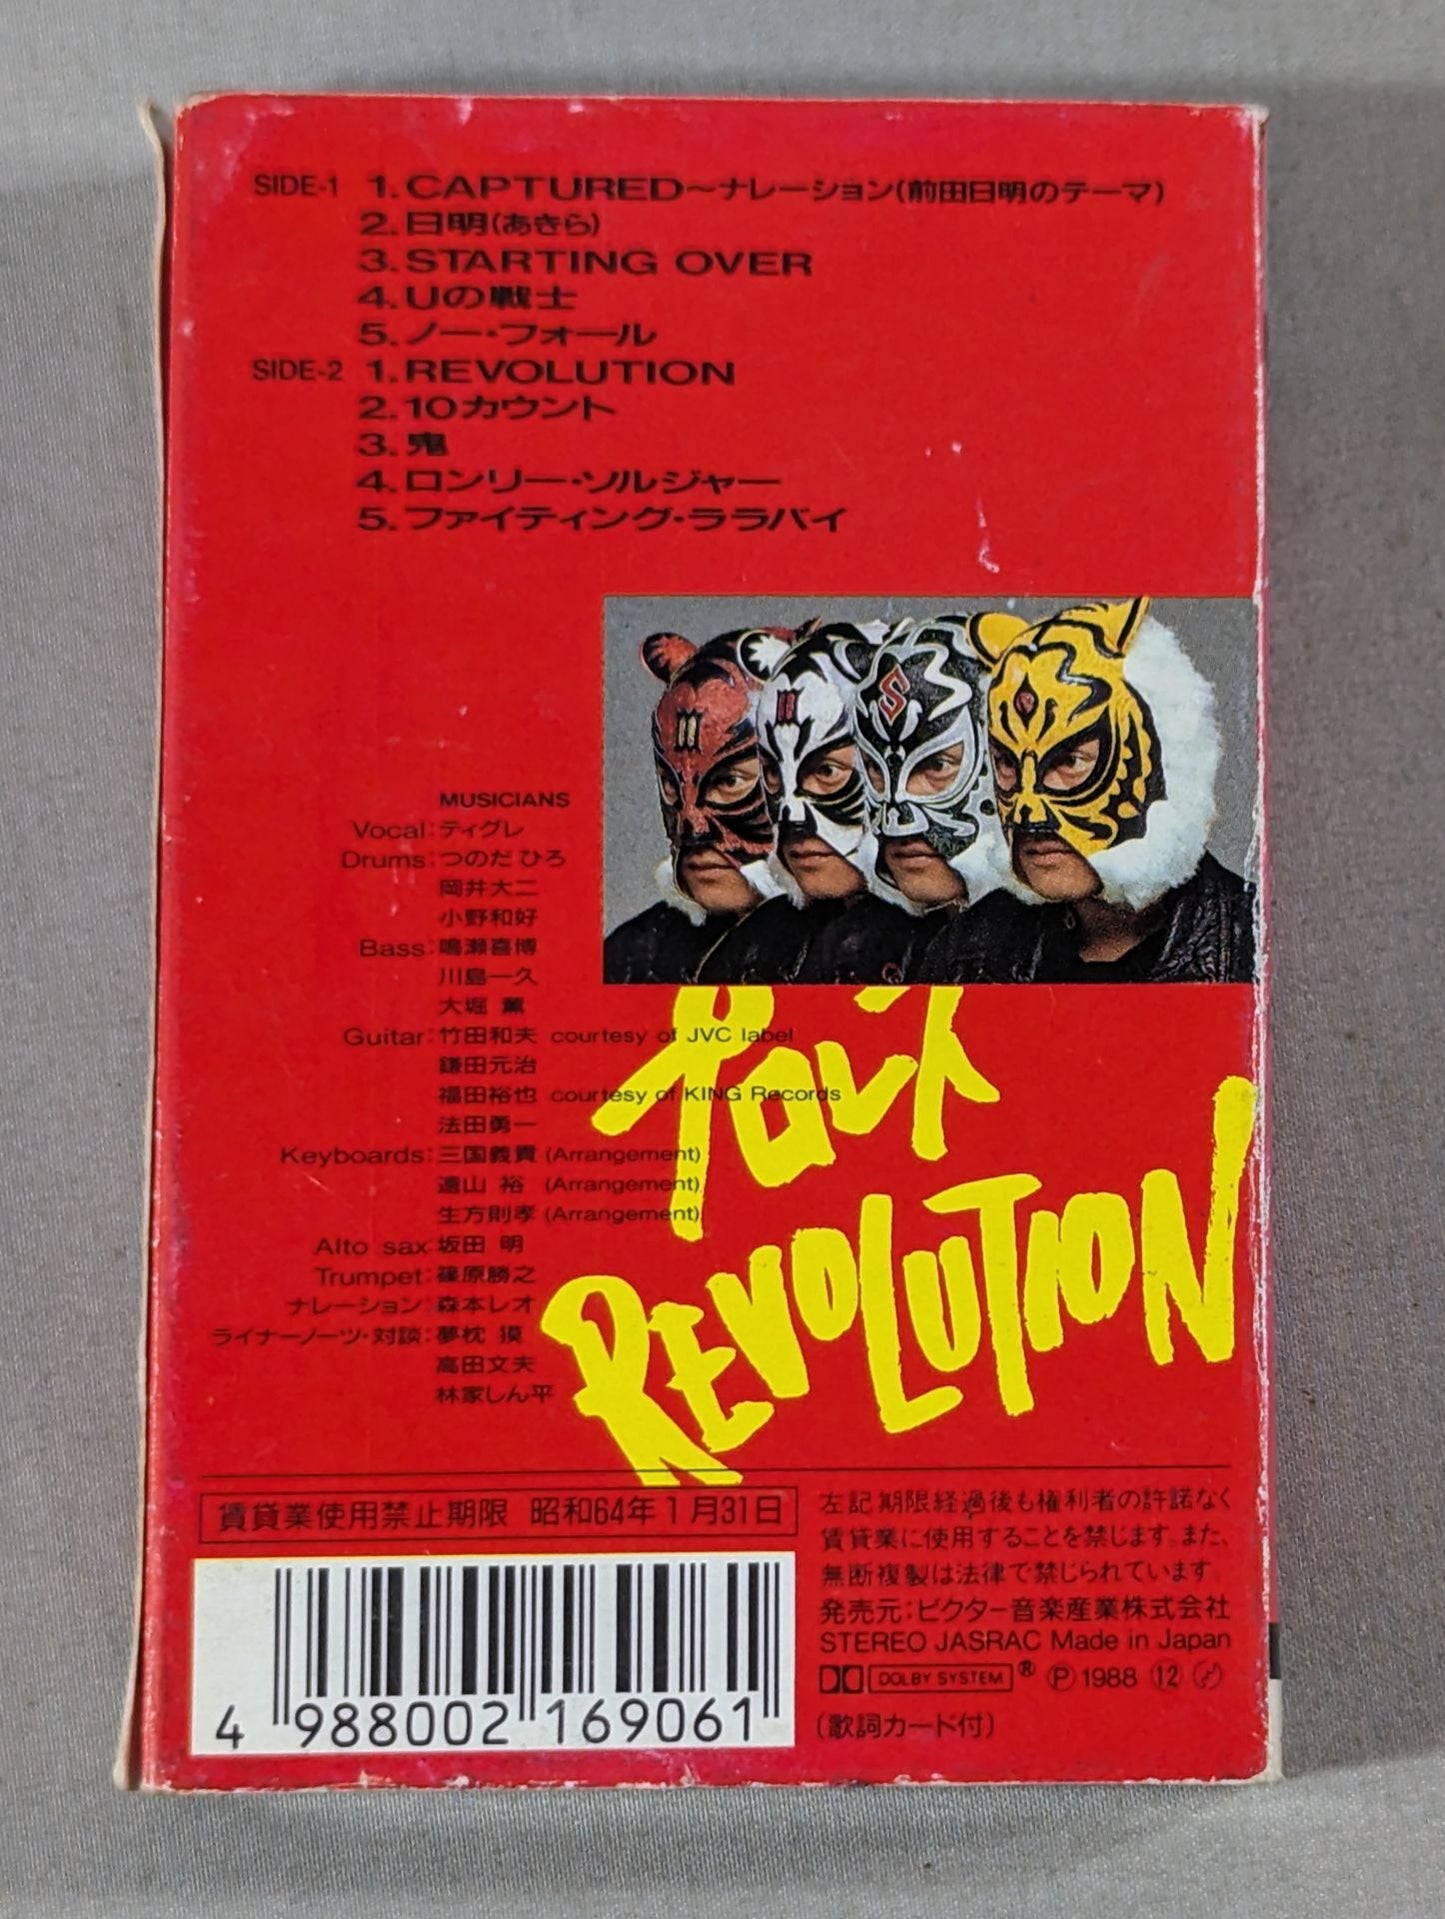 SIDE-1 1.CAPTURED～ナレーション(前田日明のテーマ)
2.日明(あきら)
3.STARTING OVER
4.Uの戦士
5.ノー・フォール
SIDE-2 1.REVOLUTION
2.10カウント
3.鬼
4.ロンリー・ソルジャー
5.ファイティング・ララバイ
S
MUSICIANS
Vocal:ティグレ
Drums:つのだ ひろ
岡井大二
小野和好
Bass:鳴瀬喜博
川島一久
大堀 薫
Guitar:竹田和夫 courtesy of JVC label
鎌田元治
福田裕也 courtesy of KING Records
法田勇一
Keyboards:三国義貴 (Arrangement)
遠山 裕 (Arrangement)
生方則孝 (Arrangement)
Alto sax:坂田 明
Trumpet:篠原勝之
ナレーション:森本レオ
ライナーノーツ・対談:夢枕 獏
高田文夫
林家しん平
プロレス
REVOLUTION
賃貸業使用禁止期限 昭和64年1月31日
左記期限経過後も権利者の許諾なく
賃貸業に使用することを禁じます。また、
無断複製は法律で禁じられています
発売元:ビクター音楽産業株式会社
STEREO JASRAC Made in Japan
DOLBY SYSTEM ® Ⓟ1988 ⑫
(歌詞カード付)
4 988002 169061